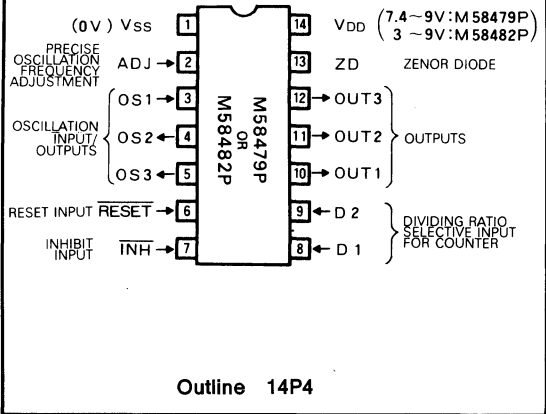 (0V) VSS 1
14 VDD (7.4~9V:M58479P
3~9V:M58482P)
PRECISE
OSCILLATION
FREQUENCY
ADJUSTMENT
ADJ → 2
13 ZD ZENOR DIODE
OSCILLATION
INPUT/
OUTPUTS
OS1 → 3
OS2 ← 4
OS3 ← 5
12 → OUT3
11 → OUT2
10 → OUT1
OUTPUTS
M58479P
OR
M58482P
RESET INPUT RESET → 6
INHIBIT
INPUT
INH → 7
9 ← D2
8 ← D1
DIVIDING RATIO
SELECTIVE INPUT
FOR COUNTER
Outline 14P4